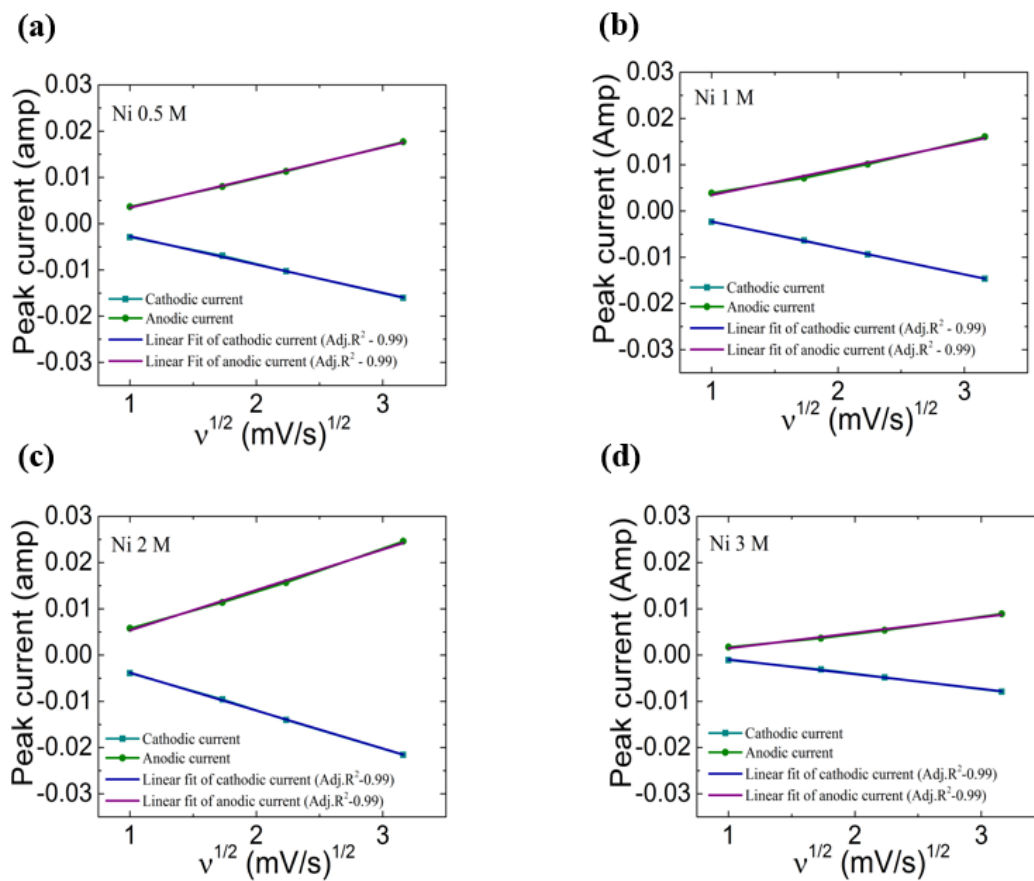 (a)
0.03
0.02
0.01
0.00
-0.01
-0.02
-0.03
Peak current (amp)
Ni 0.5 M
Cathodic current
Anodic current
Linear Fit of cathodic current (Adj.R² - 0.99)
Linear Fit of anodic current (Adj.R² - 0.99)
1 2 3
ν^1/2 (mV/s)^1/2
(b)
0.03
0.02
0.01
0.00
-0.01
-0.02
-0.03
Peak current (Amp)
Ni 1 M
Cathodic current
Anodic current
Linear fit of cathodic current (Adj.R² - 0.99)
Linear fit of anodic current (Adj.R² - 0.99)
1 2 3
ν^1/2 (mV/s)^1/2
(c)
0.03
0.02
0.01
0.00
-0.01
-0.02
-0.03
Peak current (amp)
Ni 2 M
Cathodic current
Anodic current
Linear fit of cathodic current (Adj.R²-0.99)
Linear fit of anodic current (Adj.R²-0.99)
1 2 3
ν^1/2 (mV/s)^1/2
(d)
0.03
0.02
0.01
0.00
-0.01
-0.02
-0.03
Peak current (Amp)
Ni 3 M
Cathodic current
Anodic current
Linear fit of cathodic current (Adj.R²-0.99)
Linear fit of anodic current (Adj.R²-0.99)
1 2 3
ν^1/2 (mV/s)^1/2